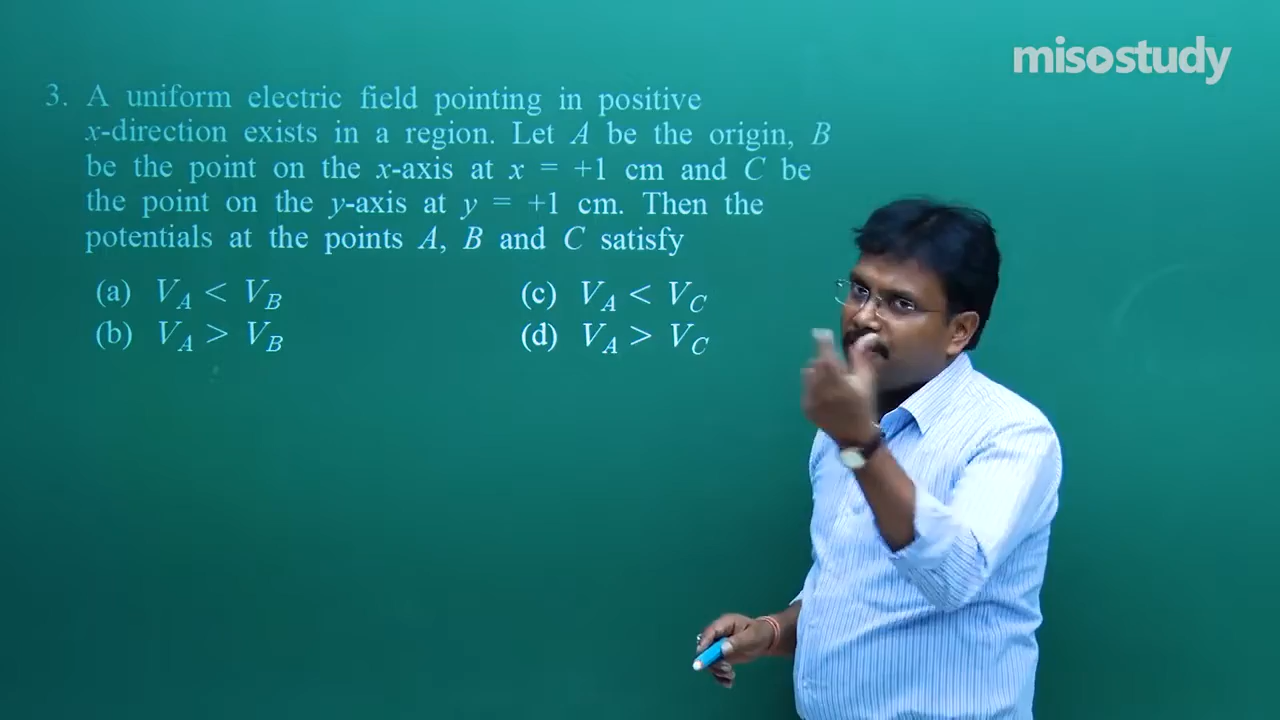 misostudy
3. A uniform electric field pointing in positive
x-direction exists in a region. Let A be the origin, B
be the point on the x-axis at x = +1 cm and C be
the point on the y-axis at y = +1 cm. Then the
potentials at the points A, B and C satisfy
(a) V_A < V_B (c) V_A < V_C
(b) V_A > V_B (d) V_A > V_C